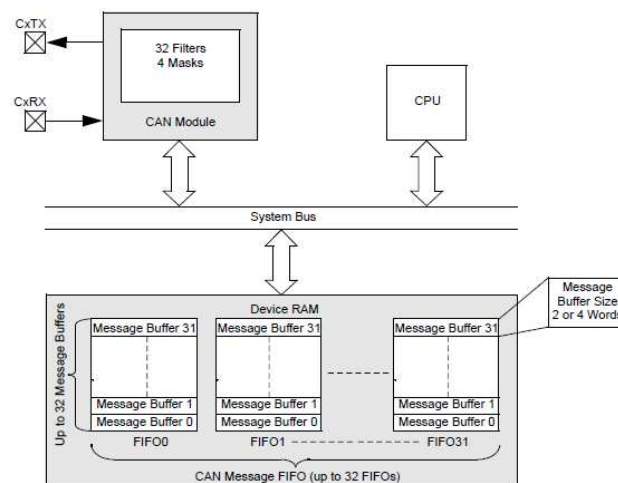 CxTX
32 Filters
4 Masks
CxRX
CAN Module
CPU
System Bus
Device RAM
Message
Buffer Size
2 or 4 Words
Up to 32 Message Buffers
Message Buffer 31
Message Buffer 31
Message Buffer 31
Message Buffer 1
Message Buffer 1
Message Buffer 1
Message Buffer 0
Message Buffer 0
Message Buffer 0
FIFO0
FIFO1
FIFO31
CAN Message FIFO (up to 32 FIFOs)